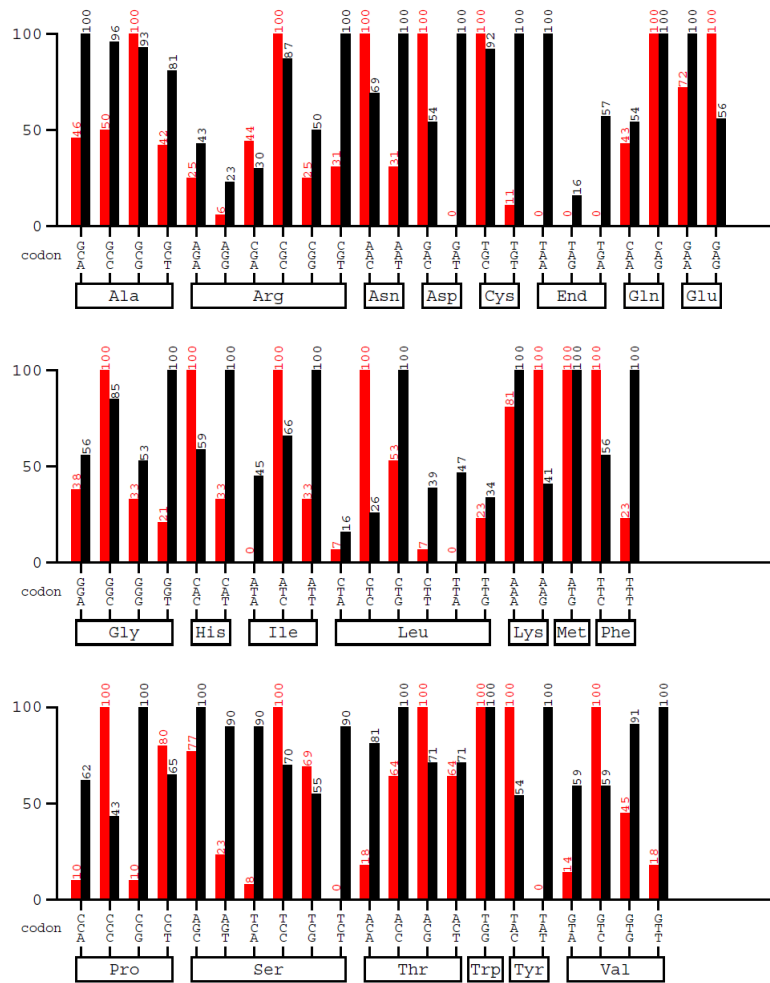 100
50
0
46 100 50 96 100 93 42 81 25 43 6 23 44 30 100 87 25 50 31 100 100 69 31 100 100 54 0 100 100 92 11 100 0 100 0 16 0 57 43 54 100 100 72 100 100 56
codon GCA GCC GCG GCT AGA AGG CGA CGC CGG CGT AAC AAT GAC GAT TGC TGT TAA TAG TGA CAA CAG GAA GAG
Ala Arg Asn Asp Cys End Gln Glu
100
50
0
38 56 100 85 33 53 21 100 100 59 33 100 0 45 100 66 33 100 7 16 100 26 53 100 7 39 0 47 23 34 81 100 100 41 100 100 100 56 23 100
codon GGA GGC GGG GGT CAC CAT ATA ATC ATT CTA CTC CTG CTT TTA TTG AAA AAG ATG TTC TTT
Gly His Ile Leu Lys Met Phe
100
50
0
10 62 100 43 10 100 80 65 77 100 23 90 8 90 100 70 69 55 0 90 18 81 64 100 100 71 64 71 100 100 100 54 0 100 14 59 100 59 45 91 18 100
codon CCA CCC CCG CCT AGC AGT TCA TCC TCG TCT ACA ACC ACG ACT TGG TAC TAT GTA GTC GTG GTT
Pro Ser Thr Trp Tyr Val